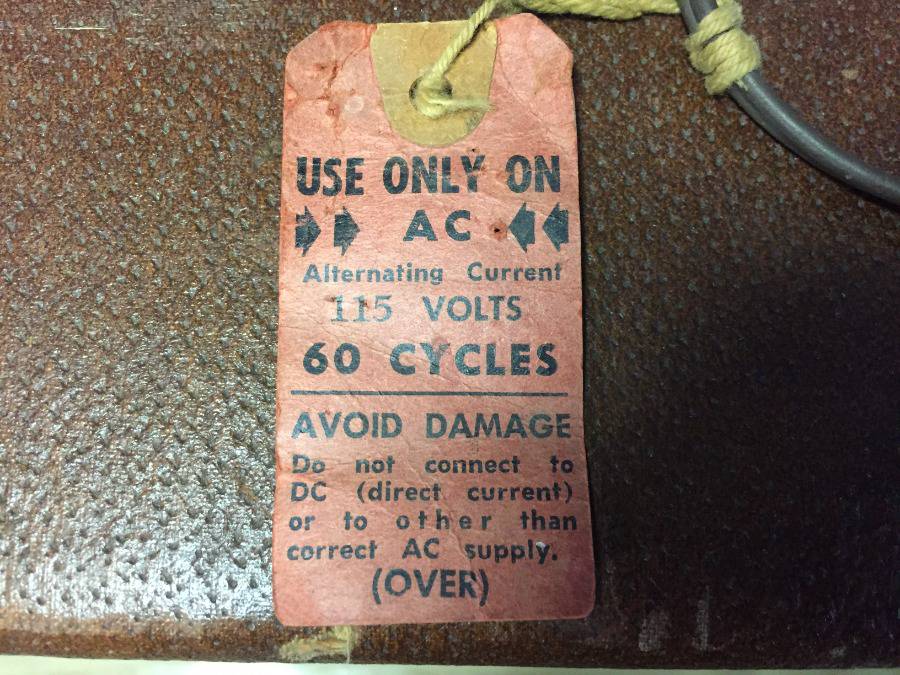 USE ONLY ON
AC
Alternating Current
115 VOLTS
60 CYCLES
AVOID DAMAGE
Do not connect to
DC (direct current)
or to other than
correct AC supply.
(OVER)